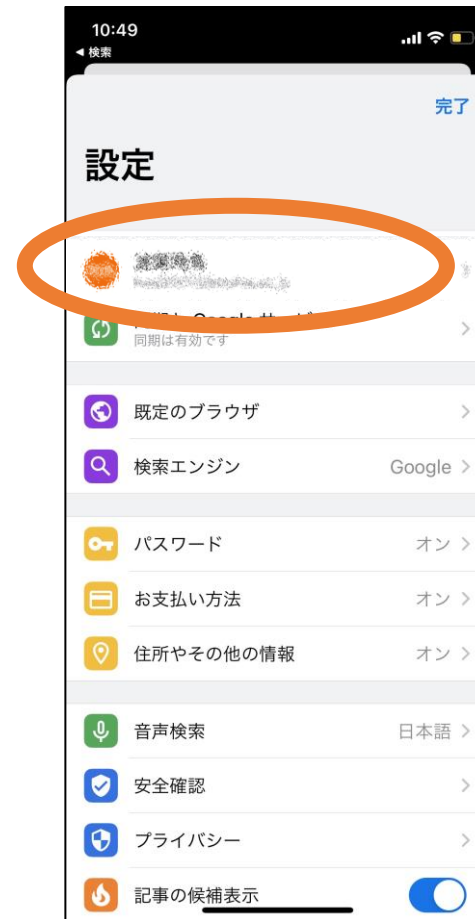 10:49
◀ 検索
完了
設定
Google
同期は有効です
既定のブラウザ
検索エンジン Google
パスワード オン
お支払い方法 オン
住所やその他の情報 オン
音声検索 日本語
安全確認
プライバシー
記事の候補表示